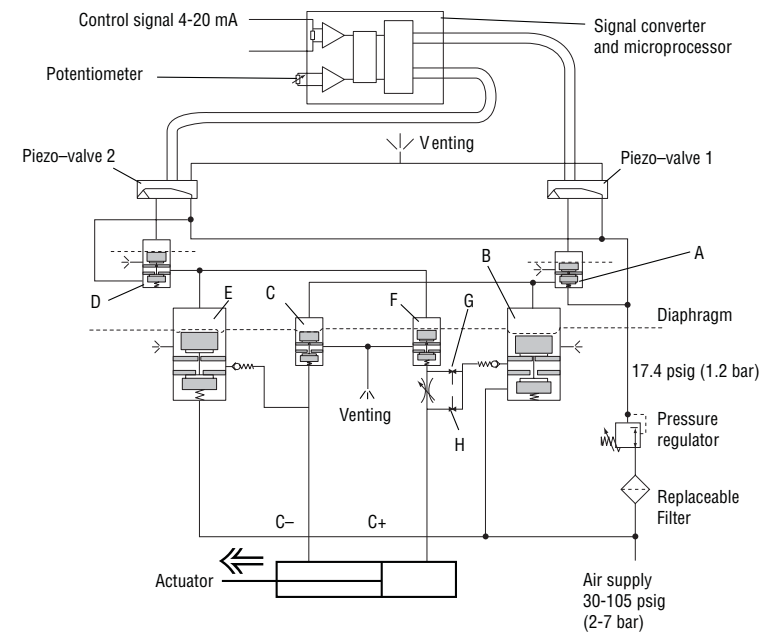 Control signal 4-20 mA
Signal converter
and microprocessor
Potentiometer
Venting
Piezo–valve 2
Piezo–valve 1
A
B
D
E
C
F
G
Diaphragm
17.4 psig (1.2 bar)
Venting
H
Pressure
regulator
Replaceable
Filter
C–
C+
Actuator
Air supply
30-105 psig
(2-7 bar)